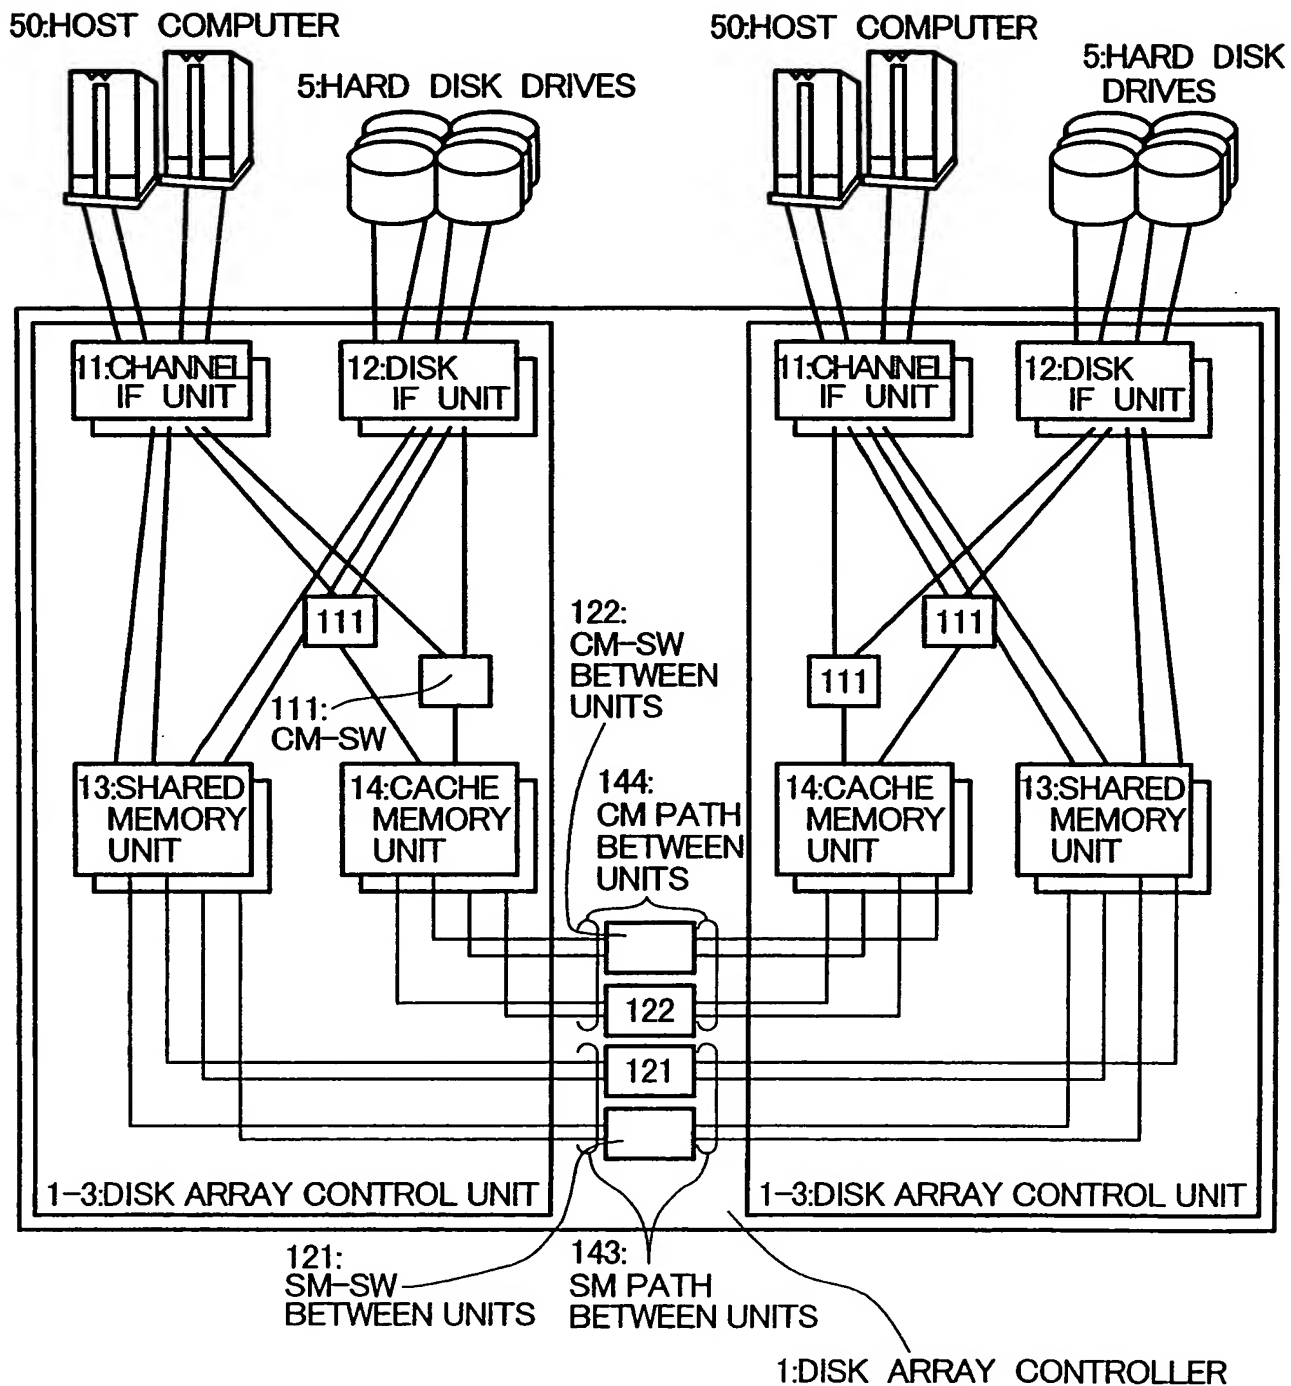 50:HOST COMPUTER
5:HARD DISK DRIVES
50:HOST COMPUTER
5:HARD DISK
DRIVES
11:CHANNEL
IF UNIT
12:DISK
IF UNIT
11:CHANNEL
IF UNIT
12:DISK
IF UNIT
111
111
111
111:
CM-SW
122:
CM-SW
BETWEEN
UNITS
13:SHARED
MEMORY
UNIT
14:CACHE
MEMORY
UNIT
144:
CM PATH
BETWEEN
UNITS
14:CACHE
MEMORY
UNIT
13:SHARED
MEMORY
UNIT
122
121
1-3:DISK ARRAY CONTROL UNIT
1-3:DISK ARRAY CONTROL UNIT
121:
SM-SW
BETWEEN UNITS
143:
SM PATH
BETWEEN UNITS
1:DISK ARRAY CONTROLLER